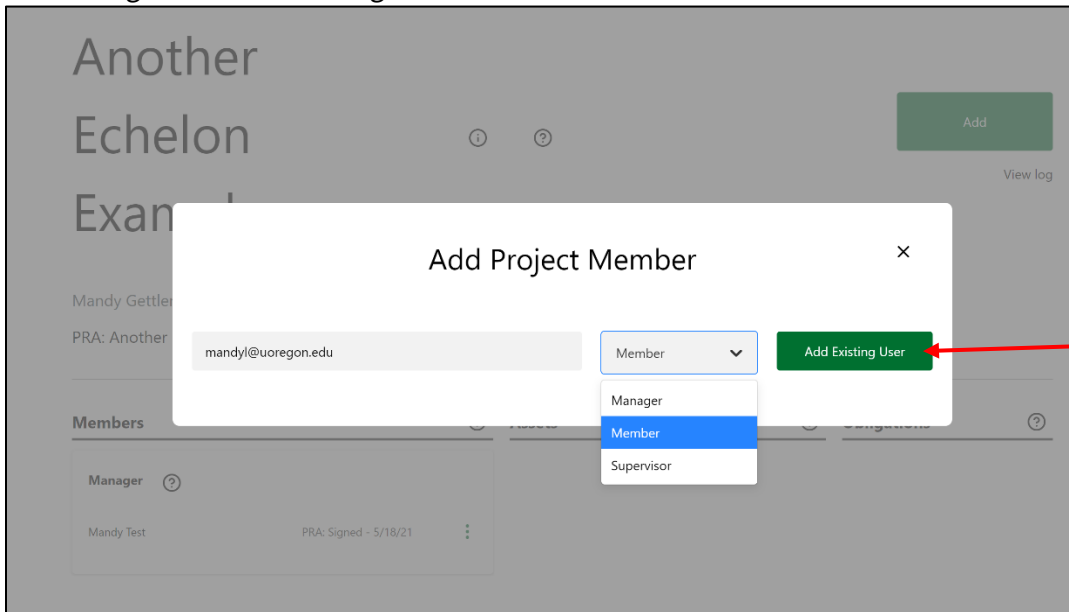 Another
Echelon
Add
View log
Add Project Member
Mandy Gettler
PRA: Another
mandyl@uoregon.edu
Member
Add Existing User
Manager
Member
Supervisor
Members
Obligations
Manager
Mandy Test
PRA: Signed - 5/18/21